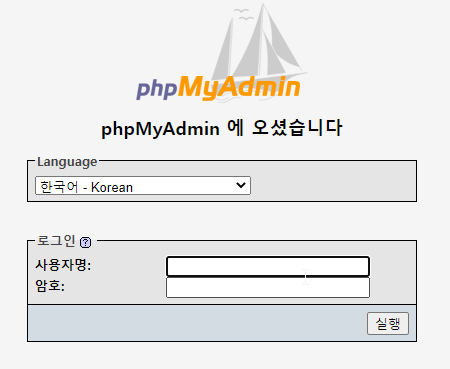 phpMyAdmin
phpMyAdmin 에 오셨습니다
Language
한국어 - Korean
로그인 ?
사용자명:
암호:
실행